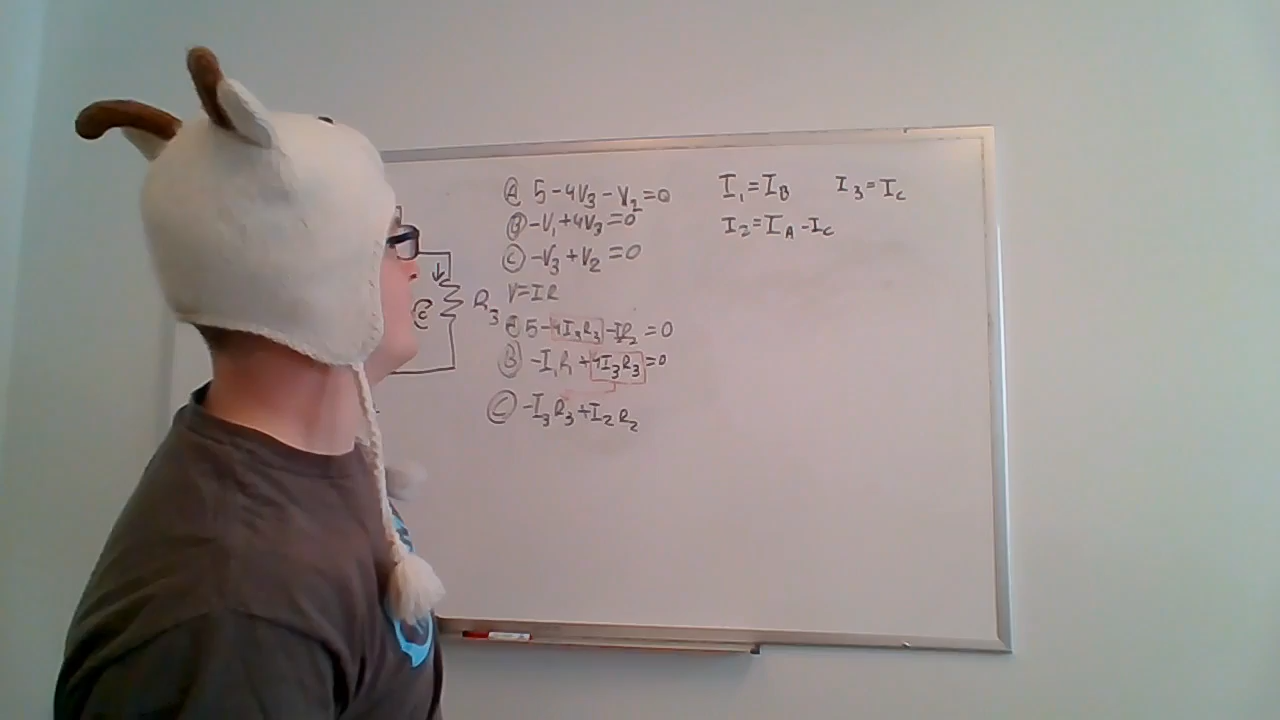 Ⓐ 5-4V₃-V₂=0
Ⓑ -V₁+4V₃=0
Ⓒ -V₃+V₂=0
V=IR
Ⓐ 5-4I₃R₃-IR₂=0
Ⓑ -I₁R₁+4I₃R₃=0
Ⓒ -I₃R₃+I₂R₂
I₁=I_B I₃=I_C
I₂=I_A-I_C
R₃
C